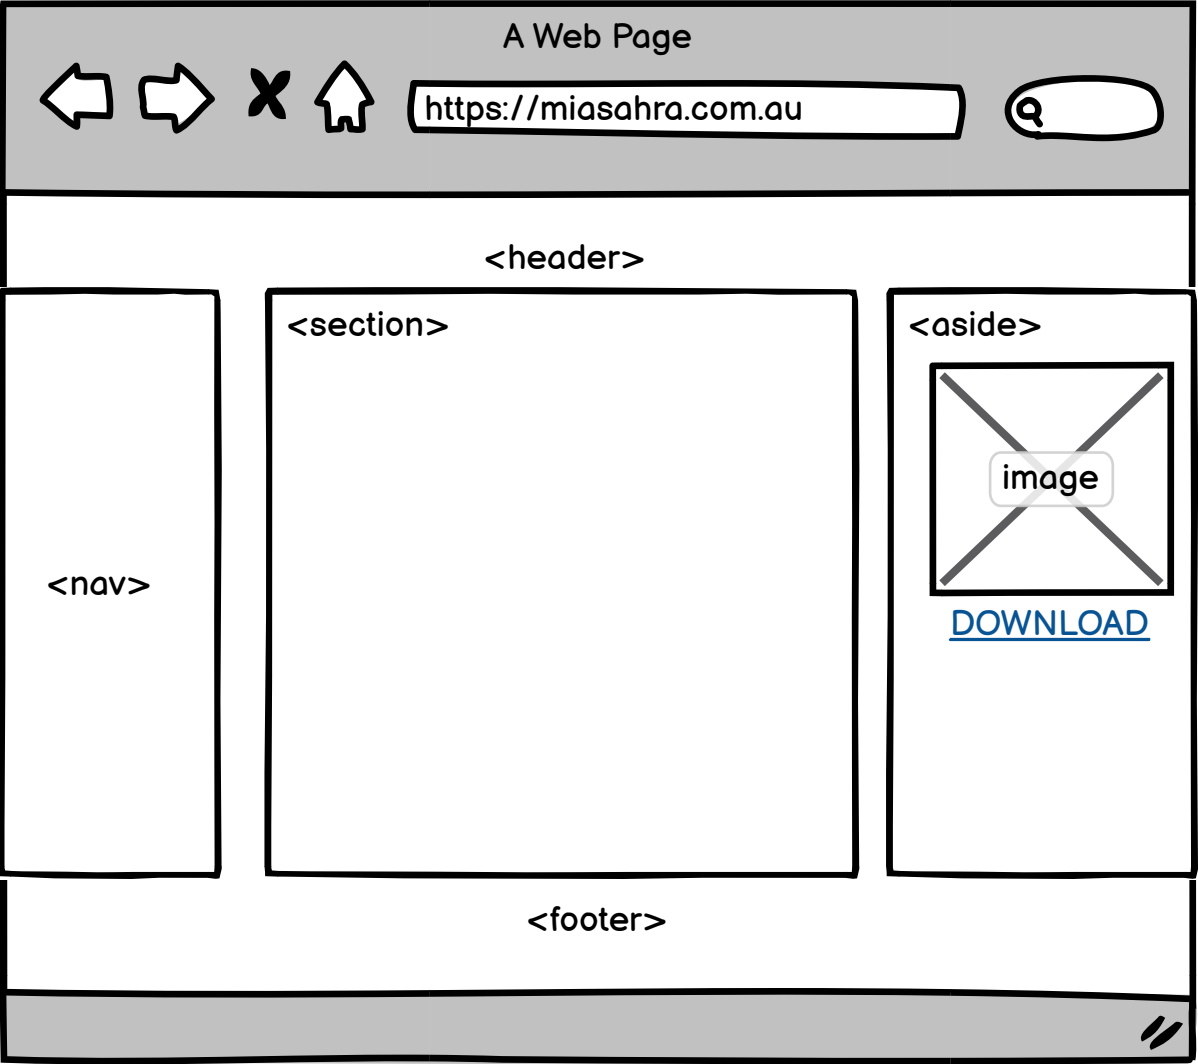 A Web Page
https://miasahra.com.au
<header>
<section>
<aside>
image
<nav>
DOWNLOAD
<footer>